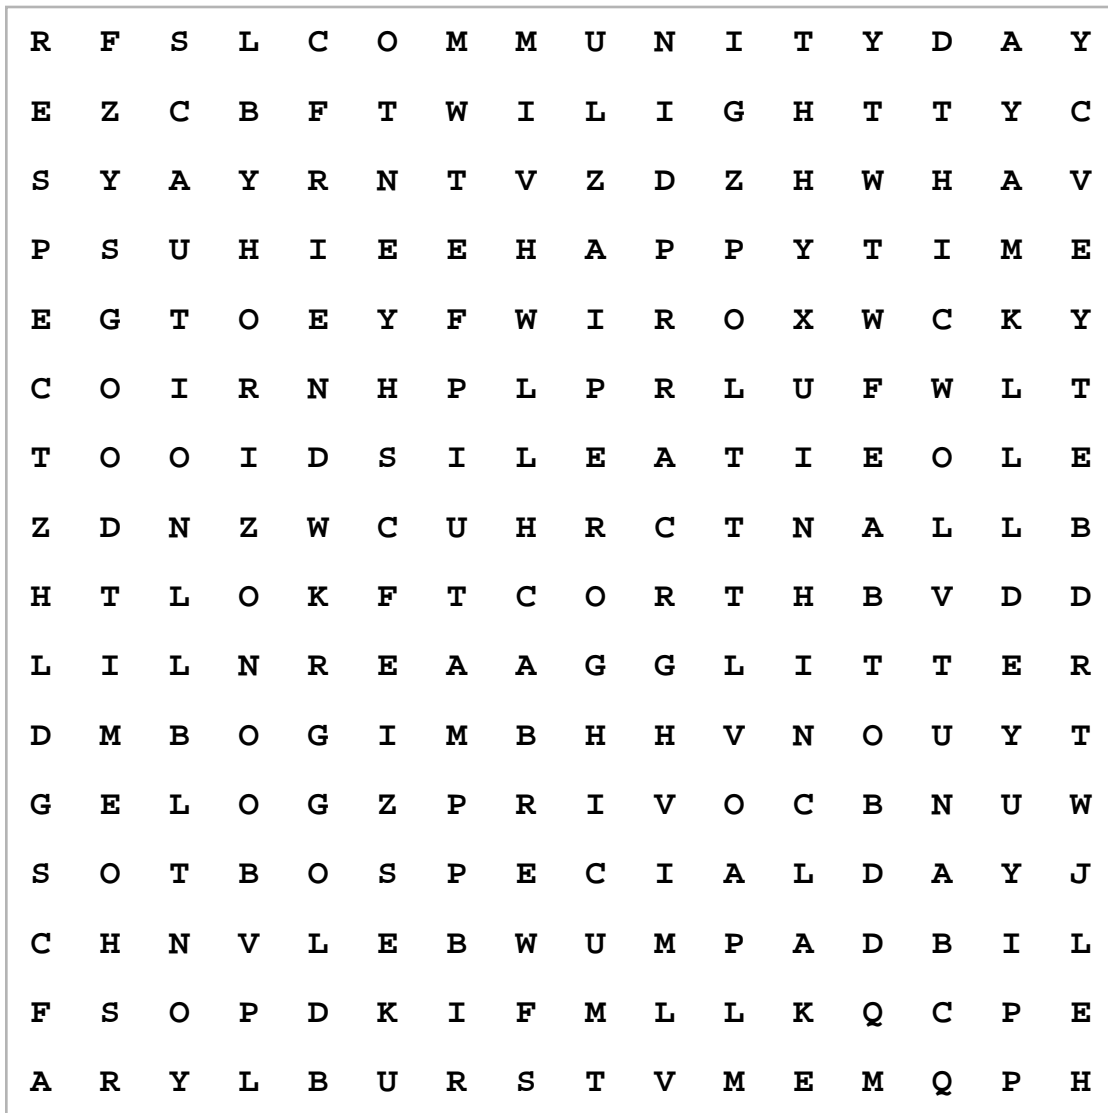 R F S L C O M M U N I T Y D A Y
E Z C B F T W I L I G H T T Y C
S Y A Y R N T V Z D Z H W H A V
P S U H I E E H A P P Y T I M E
E G T O E Y F W I R O X W C K Y
C O I R N H P L P R L U F W L T
T O O I D S I L E A T I E O L E
Z D N Z W C U H R C T N A L L B
H T L O K F T C O R T H B V D D
L I L N R E A A G G L I T T E R
D M B O G I M B H H V N O U Y T
G E L O G Z P R I V O C B N U W
S O T B O S P E C I A L D A Y J
C H N V L E B W U M P A D B I L
F S O P D K I F M L L K Q C P E
A R Y L B U R S T V M E M Q P H